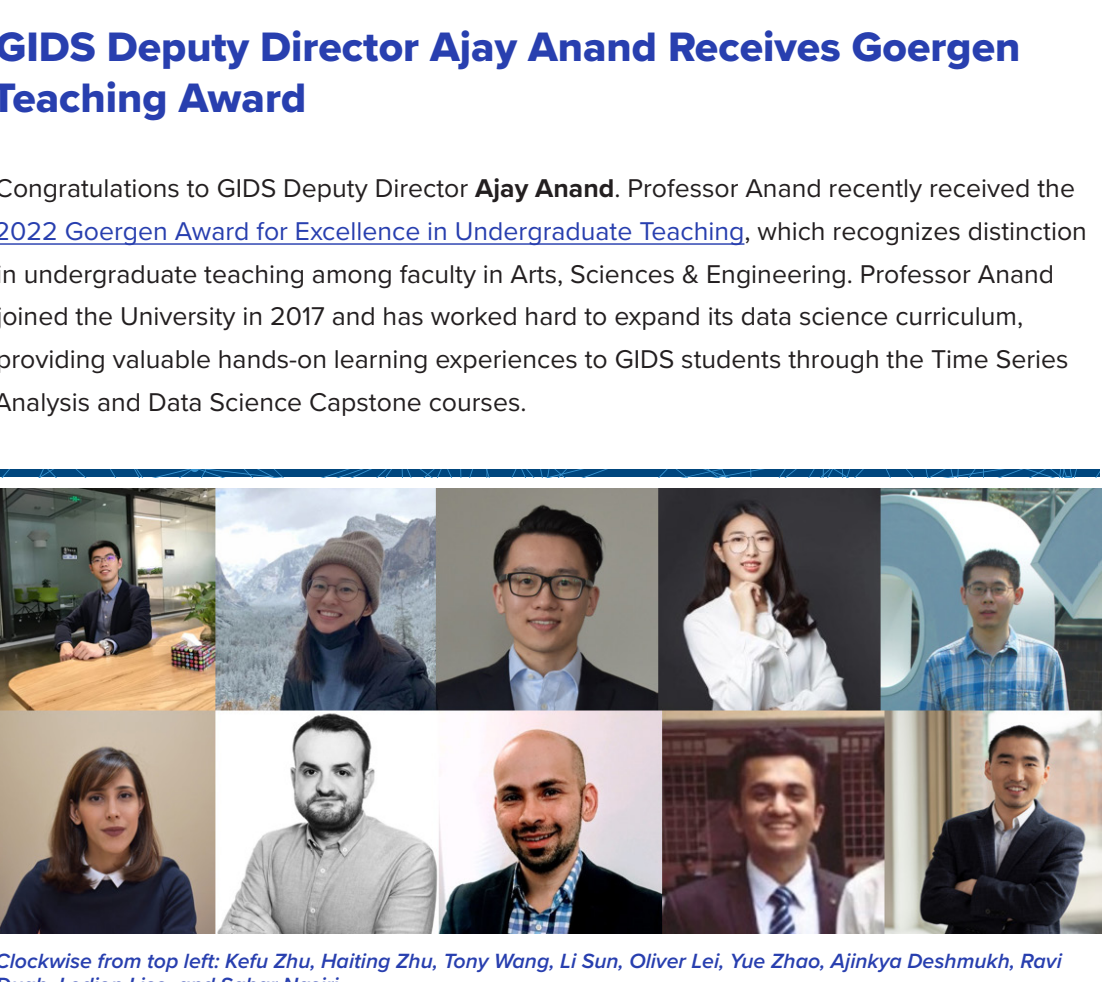 GIDS Deputy Director Ajay Anand Receives Goergen
Teaching Award
Congratulations to GIDS Deputy Director Ajay Anand. Professor Anand recently received the
2022 Goergen Award for Excellence in Undergraduate Teaching, which recognizes distinction
in undergraduate teaching among faculty in Arts, Sciences & Engineering. Professor Anand
joined the University in 2017 and has worked hard to expand its data science curriculum,
providing valuable hands-on learning experiences to GIDS students through the Time Series
Analysis and Data Science Capstone courses.
Clockwise from top left: Kefu Zhu, Haiting Zhu, Tony Wang, Li Sun, Oliver Lei, Yue Zhao, Ajinkya Deshmukh, Ravi
and Sahar Nasiri